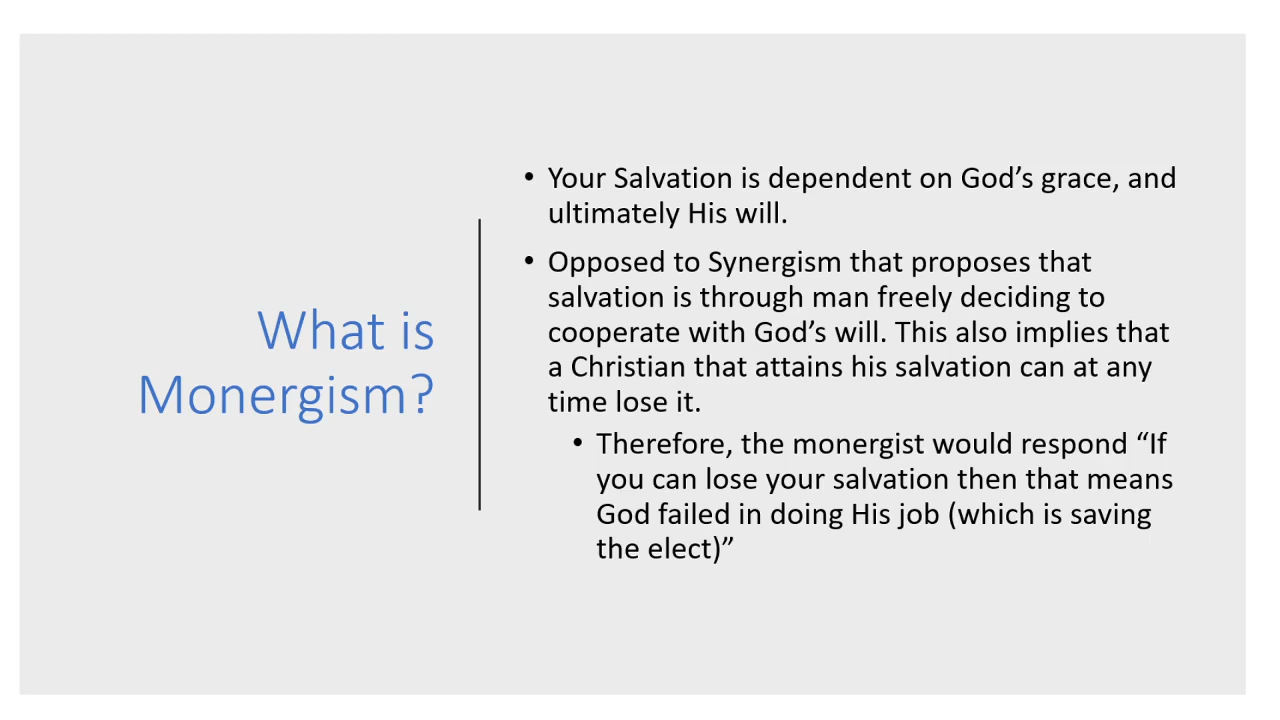 What is
Monergism?
• Your Salvation is dependent on God’s grace, and
ultimately His will.
• Opposed to Synergism that proposes that
salvation is through man freely deciding to
cooperate with God’s will. This also implies that
a Christian that attains his salvation can at any
time lose it.
• Therefore, the monergist would respond “If
you can lose your salvation then that means
God failed in doing His job (which is saving
the elect)”